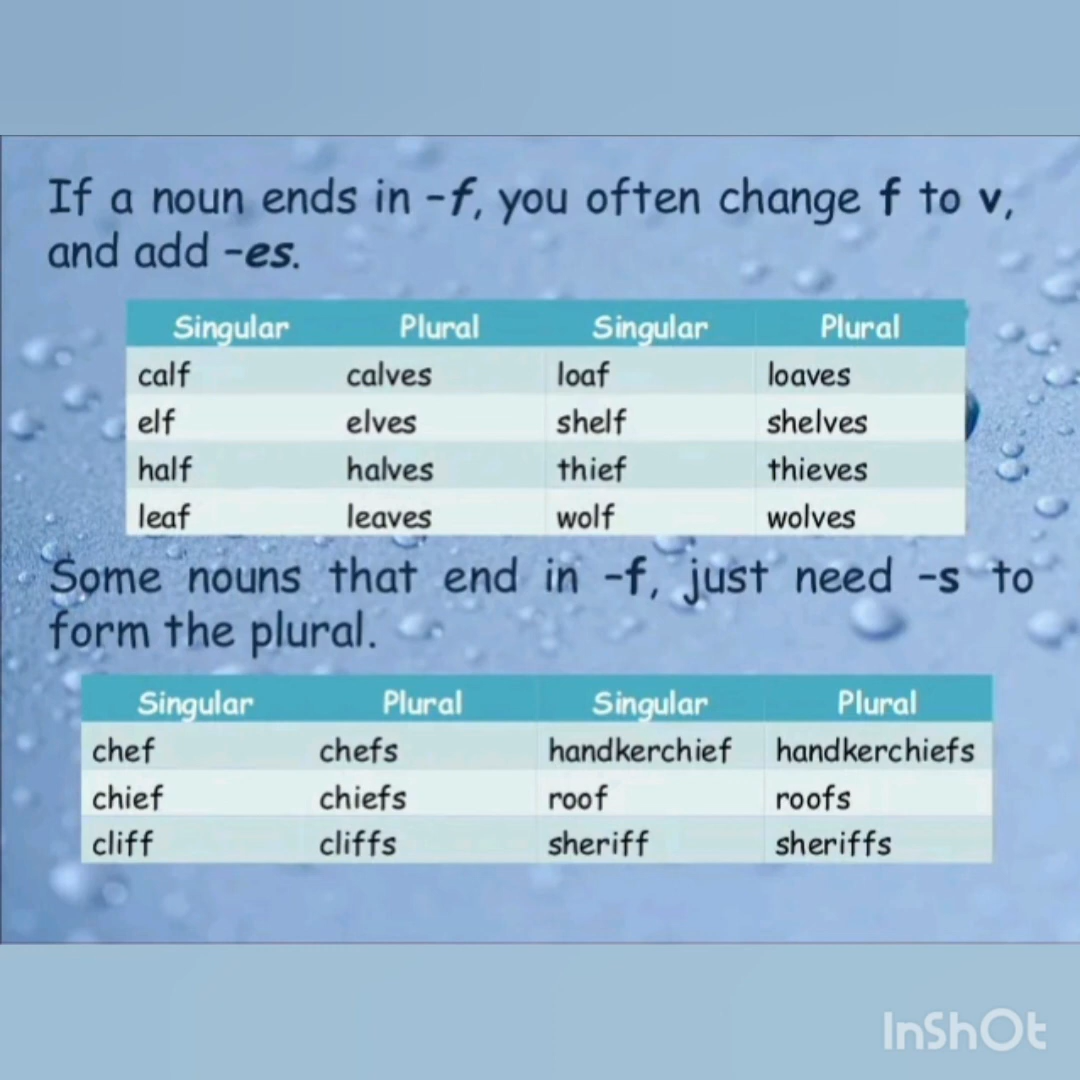 If a noun ends in -f, you often change f to v,
and add -es.
Singular Plural Singular Plural
calf calves loaf loaves
elf elves shelf shelves
half halves thief thieves
leaf leaves wolf wolves
Some nouns that end in -f, just need -s to
form the plural.
Singular Plural Singular Plural
chef chefs handkerchief handkerchiefs
chief chiefs roof roofs
cliff cliffs sheriff sheriffs
InShOt